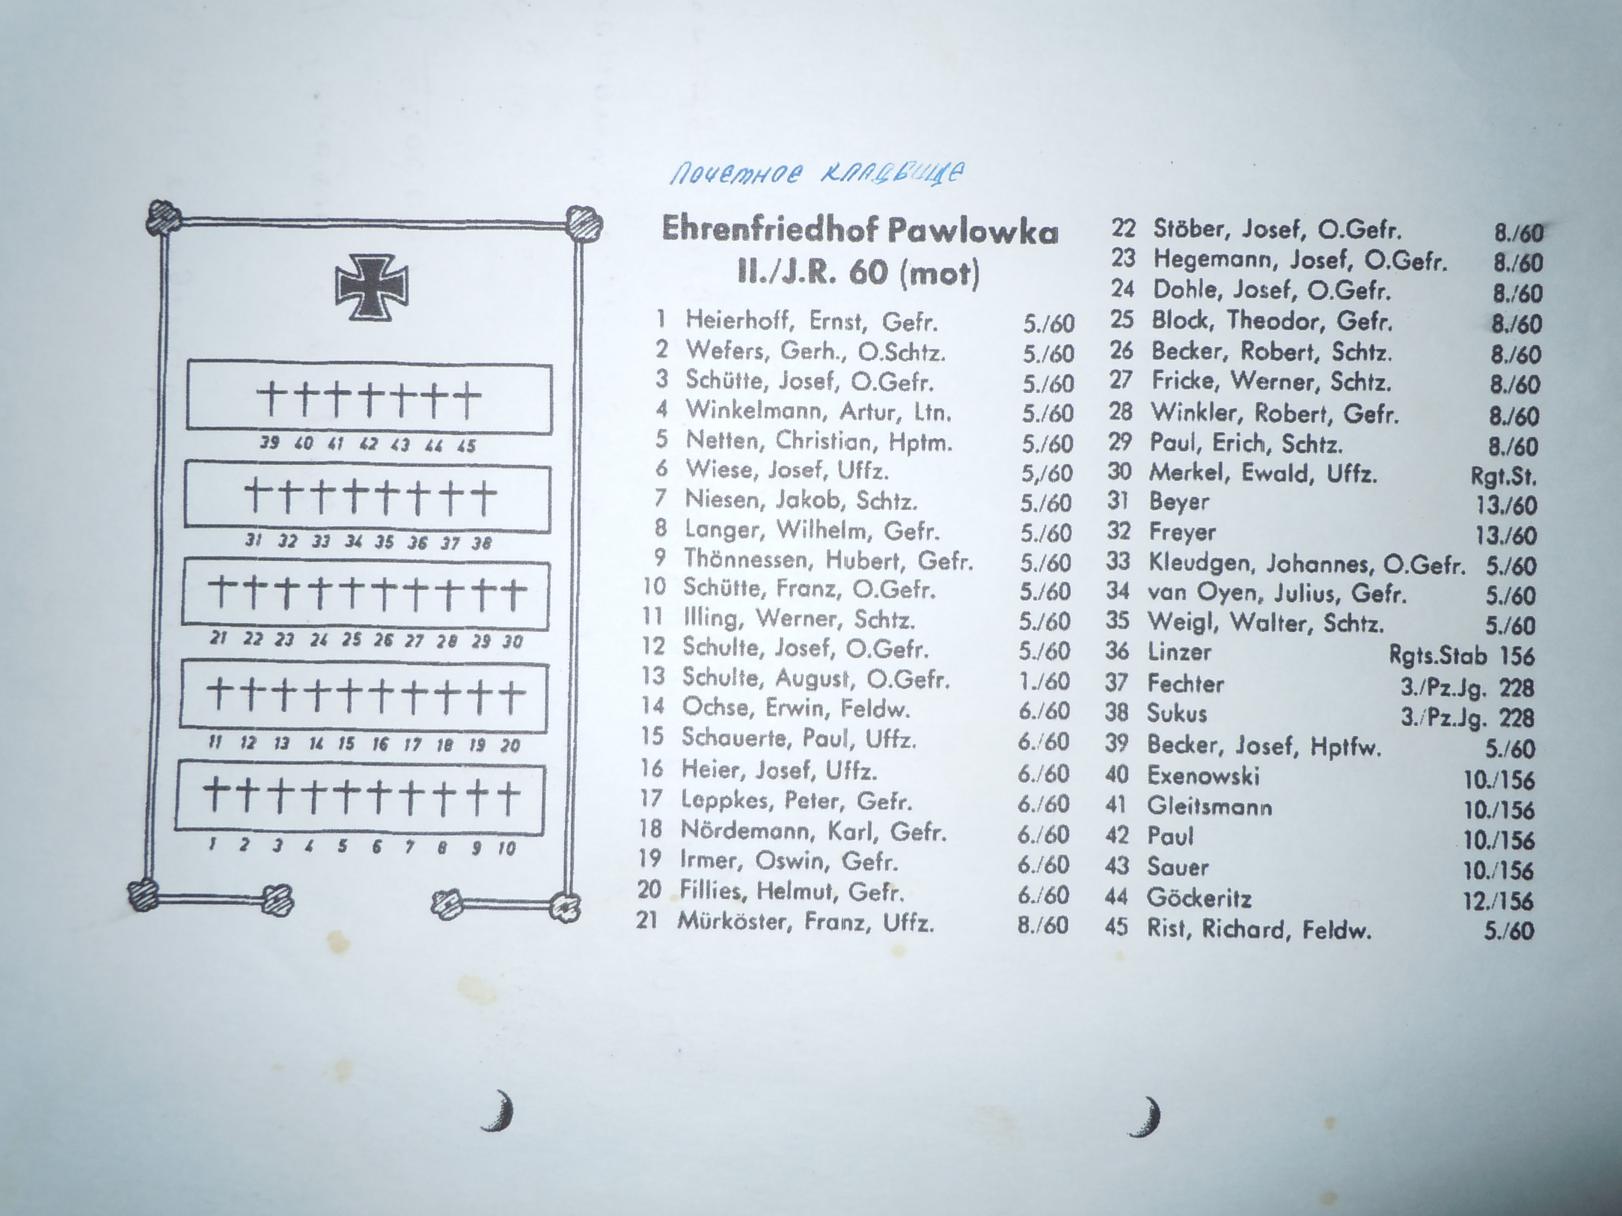 Почетное кладбище
Ehrenfriedhof Pawlowka
II./J.R. 60 (mot)
1 Heierhoff, Ernst, Gefr. 5./60
2 Wefers, Gerh., O.Schtz. 5./60
3 Schütte, Josef, O.Gefr. 5./60
4 Winkelmann, Artur, Ltn. 5./60
5 Netten, Christian, Hptm. 5./60
6 Wiese, Josef, Uffz. 5,/60
7 Niesen, Jakob, Schtz. 5./60
8 Langer, Wilhelm, Gefr. 5./60
9 Thönnessen, Hubert, Gefr. 5./60
10 Schütte, Franz, O.Gefr. 5./60
11 Illing, Werner, Schtz. 5./60
12 Schulte, Josef, O.Gefr. 5./60
13 Schulte, August, O.Gefr. 1./60
14 Ochse, Erwin, Feldw. 6./60
15 Schauerte, Paul, Uffz. 6./60
16 Heier, Josef, Uffz. 6./60
17 Leppkes, Peter, Gefr. 6./60
18 Nördemann, Karl, Gefr. 6./60
19 Irmer, Oswin, Gefr. 6./60
20 Fillies, Helmut, Gefr. 6./60
21 Mürköster, Franz, Uffz. 8./60
22 Stöber, Josef, O.Gefr. 8./60
23 Hegemann, Josef, O.Gefr. 8./60
24 Dohle, Josef, O.Gefr. 8./60
25 Block, Theodor, Gefr. 8./60
26 Becker, Robert, Schtz. 8./60
27 Fricke, Werner, Schtz. 8./60
28 Winkler, Robert, Gefr. 8./60
29 Paul, Erich, Schtz. 8./60
30 Merkel, Ewald, Uffz. Rgt.St.
31 Beyer 13./60
32 Freyer 13./60
33 Kleudgen, Johannes, O.Gefr. 5./60
34 van Oyen, Julius, Gefr. 5./60
35 Weigl, Walter, Schtz. 5./60
36 Linzer Rgts.Stab 156
37 Fechter 3./Pz.Jg. 228
38 Sukus 3./Pz.Jg. 228
39 Becker, Josef, Hptfw. 5./60
40 Exenowski 10./156
41 Gleitsmann 10./156
42 Paul 10./156
43 Sauer 10./156
44 Göckeritz 12./156
45 Rist, Richard, Feldw. 5./60
39 40 41 42 43 44 45
31 32 33 34 35 36 37 38
21 22 23 24 25 26 27 28 29 30
11 12 13 14 15 16 17 18 19 20
1 2 3 4 5 6 7 8 9 10